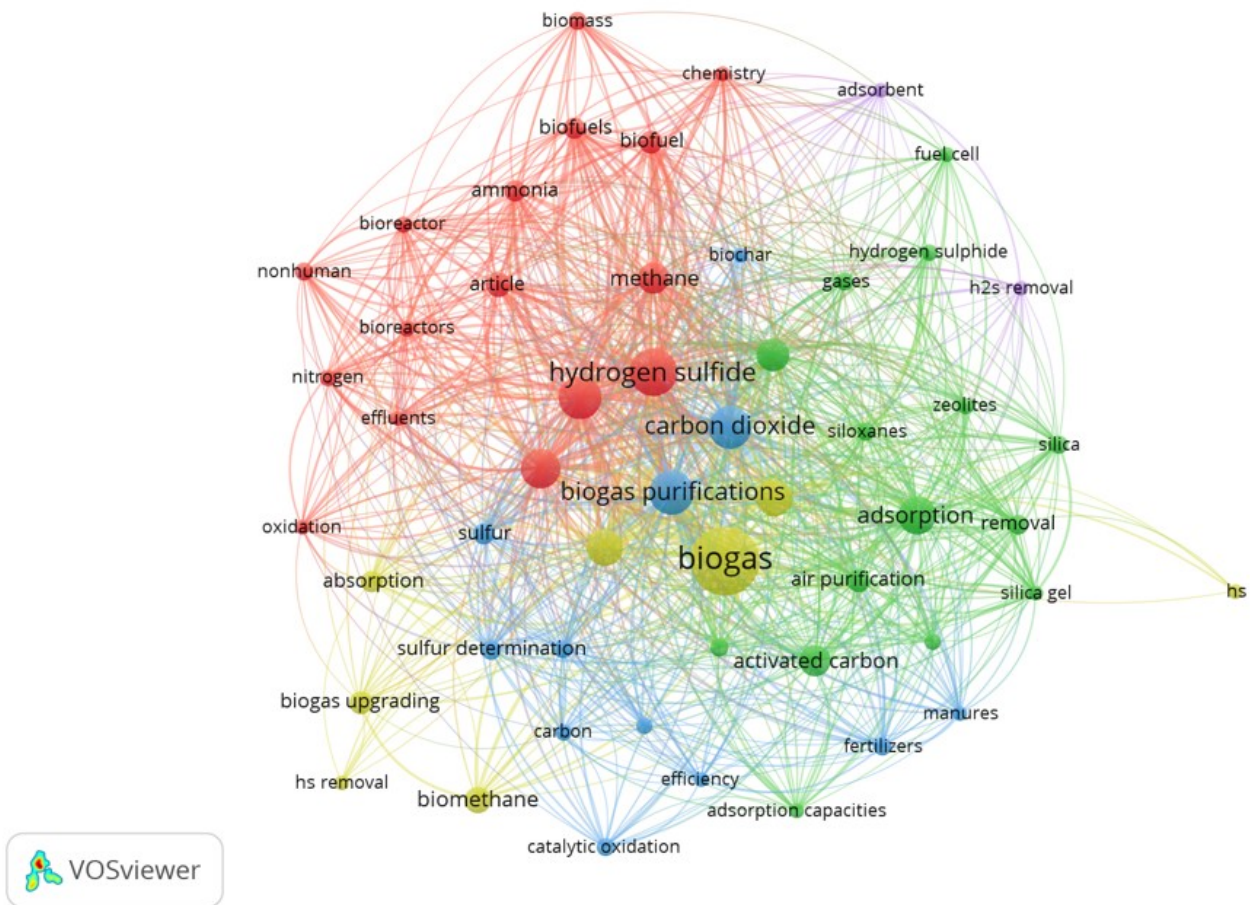 biomass
chemistry
adsorbent
biofuels
biofuel
fuel cell
ammonia
bioreactor
hydrogen sulphide
biochar
nonhuman
article
methane
gases
h2s removal
bioreactors
hydrogen sulfide
nitrogen
zeolites
effluents
carbon dioxide
siloxanes
silica
biogas purifications
adsorption
removal
oxidation
sulfur
biogas
absorption
air purification
silica gel
hs
sulfur determination
activated carbon
biogas upgrading
manures
carbon
fertilizers
hs removal
efficiency
biomethane
adsorption capacities
catalytic oxidation
VOSviewer